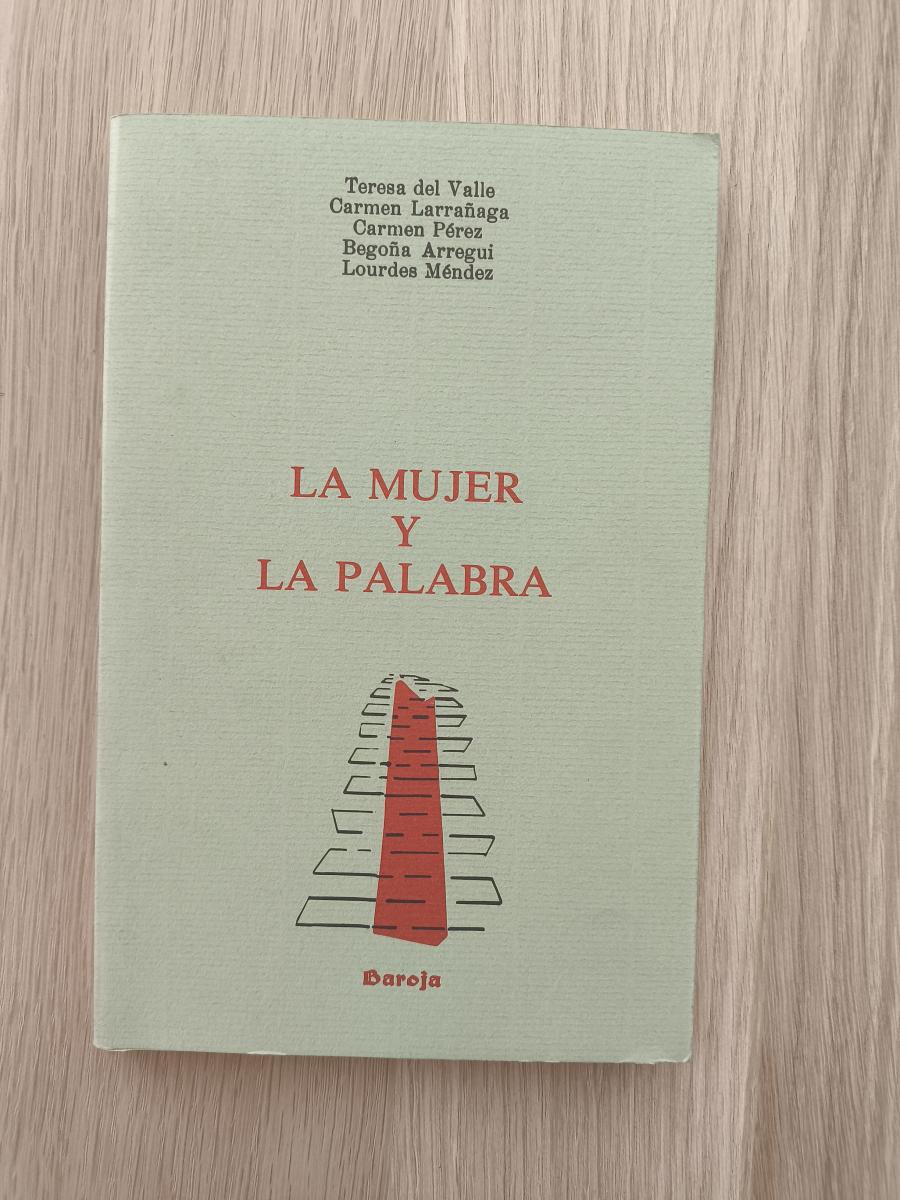 Teresa del Valle
Carmen Larrañaga
Carmen Pérez
Begoña Arregui
Lourdes Méndez
LA MUJER
Y
LA PALABRA
Baroja